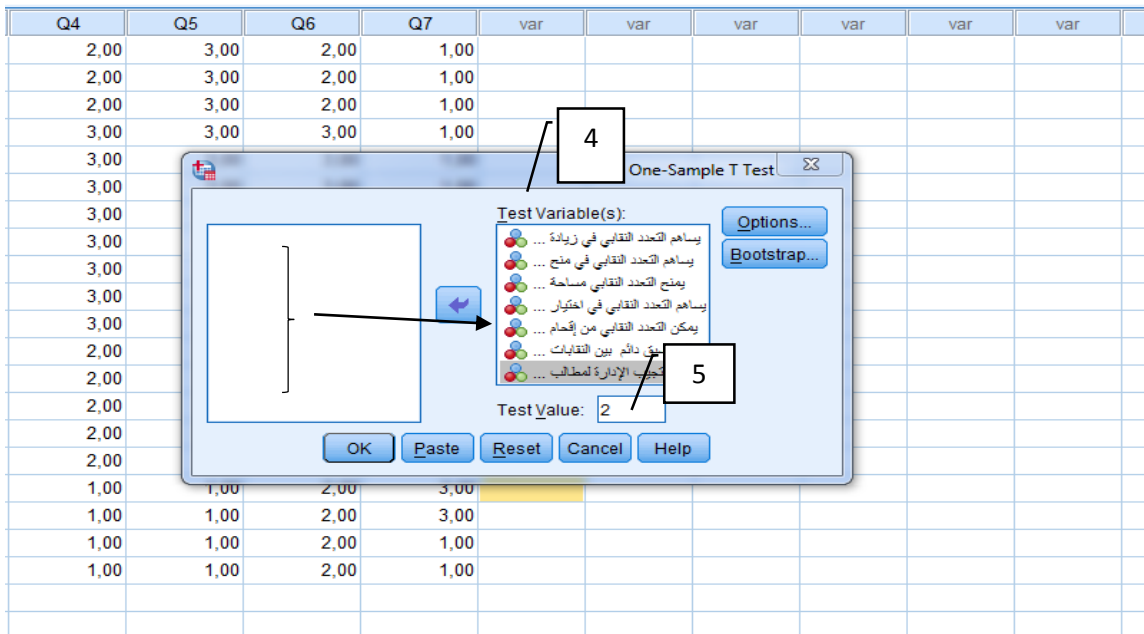 Q4 Q5 Q6 Q7 var var var var var var
2,00 3,00 2,00 1,00
2,00 3,00 2,00 1,00
2,00 3,00 2,00 1,00
3,00 3,00 3,00 1,00
3,00
3,00
3,00
3,00
3,00
3,00
3,00
2,00
2,00
2,00
2,00
2,00
1,00 1,00 2,00 3,00
1,00 1,00 2,00 3,00
1,00 1,00 2,00 1,00
1,00 1,00 2,00 1,00
4
One-Sample T Test
Test Variable(s):
يساهم التعدد النقابي في زيادة ...
يساهم التعدد النقابي في منح ...
يمنح التعدد النقابي مساحة ...
يساهم التعدد النقابي في اختيار ...
يمكن التعدد النقابي من إقحام ...
دائم بين النقابات ...
الإدارة لمطالب ...
Options...
Bootstrap...
5
Test Value: 2
OK Paste Reset Cancel Help